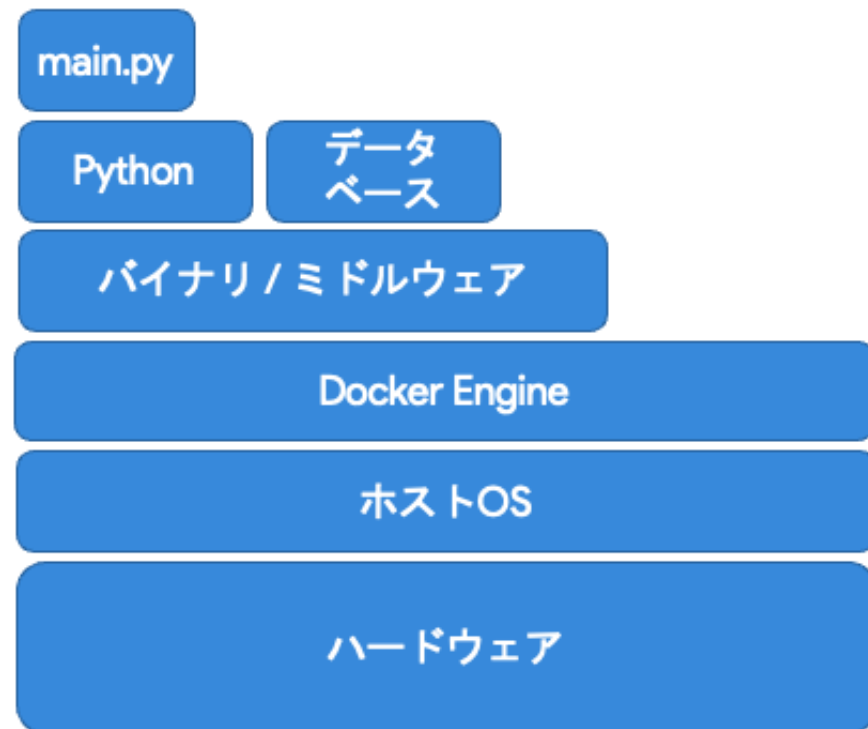 main.py
Python
データ
ベース
バイナリ / ミドルウェア
Docker Engine
ホストOS
ハードウェア